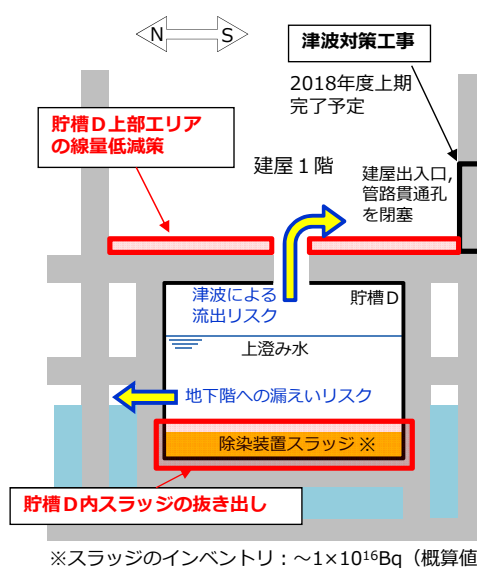 N S
津波対策工事
2018年度上期
完了予定
貯槽D上部エリア
の線量低減策
建屋1階
建屋出入口,
管路貫通孔
を閉塞
津波による
流出リスク
貯槽D
上澄み水
地下階への漏えいリスク
除染装置スラッジ ※
貯槽D内スラッジの抜き出し
※スラッジのインベントリ：～1×10¹⁶Bq（概算値